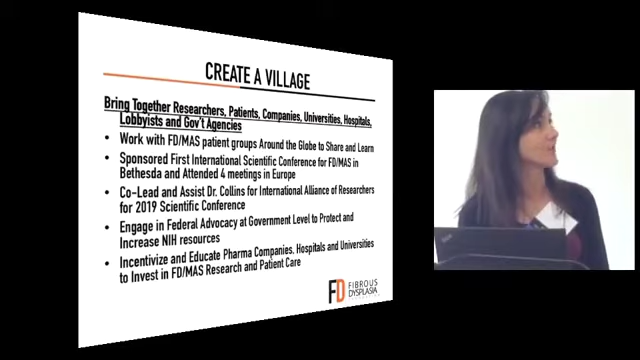 CREATE A VILLAGE
Bring Together Researchers, Patients, Companies, Universities, Hospitals,
Lobbyists and Gov't Agencies
• Work with FD/MAS patient groups Around the Globe to Share and Learn
• Sponsored First International Scientific Conference for FD/MAS in
Bethesda and Attended 4 meetings in Europe
• Co-Lead and Assist Dr. Collins for International Alliance of Researchers
for 2019 Scientific Conference
• Engage in Federal Advocacy at Government Level to Protect and
Increase NIH resources
• Incentivize and Educate Pharma Companies. Hospitals and Universities
to Invest in FD/MAS Research and Patient Care
FD FIBROUS
DYSPLASIA